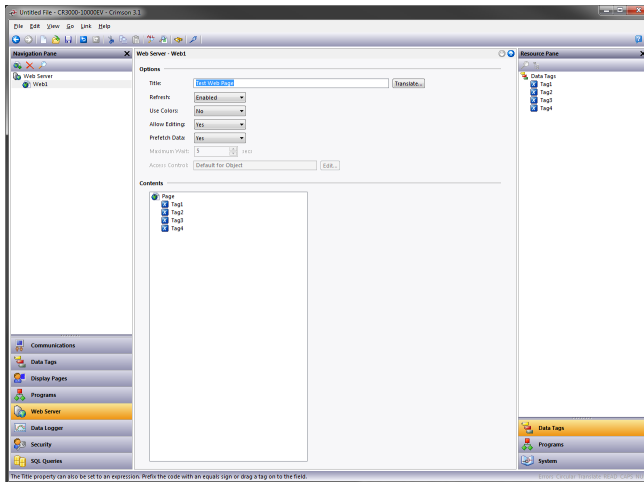 Untitled File - CR3000-10000EV - Crimson 3.1
File Edit View Go Link Help
Navigation Pane
Web Server
Web1
Communications
Data Tags
Display Pages
Programs
Web Server
Data Logger
Security
SQL Queries
Web Server - Web1
Options
Title: Test Web Page Translate...
Refresh: Enabled
Use Colors: No
Allow Editing: Yes
Prefetch Data: Yes
Maximum Wait: 5 secs
Access Control: Default for Object Edit...
Contents
Page
Tag1
Tag2
Tag3
Tag4
Resource Pane
Data Tags
Tag1
Tag2
Tag3
Tag4
Data Tags
Programs
System
The Title property can also be set to an expression. Prefix the code with an equals sign or drag a tag on to the field.
Errors Circular Translate READ CAPS